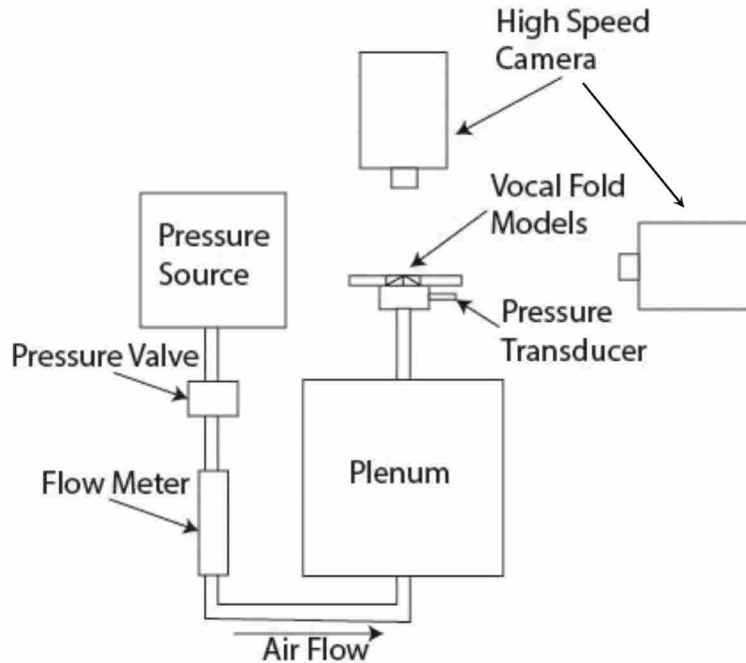 High Speed
Camera
Vocal Fold
Models
Pressure
Source
Pressure
Transducer
Pressure Valve
Plenum
Flow Meter
Air Flow